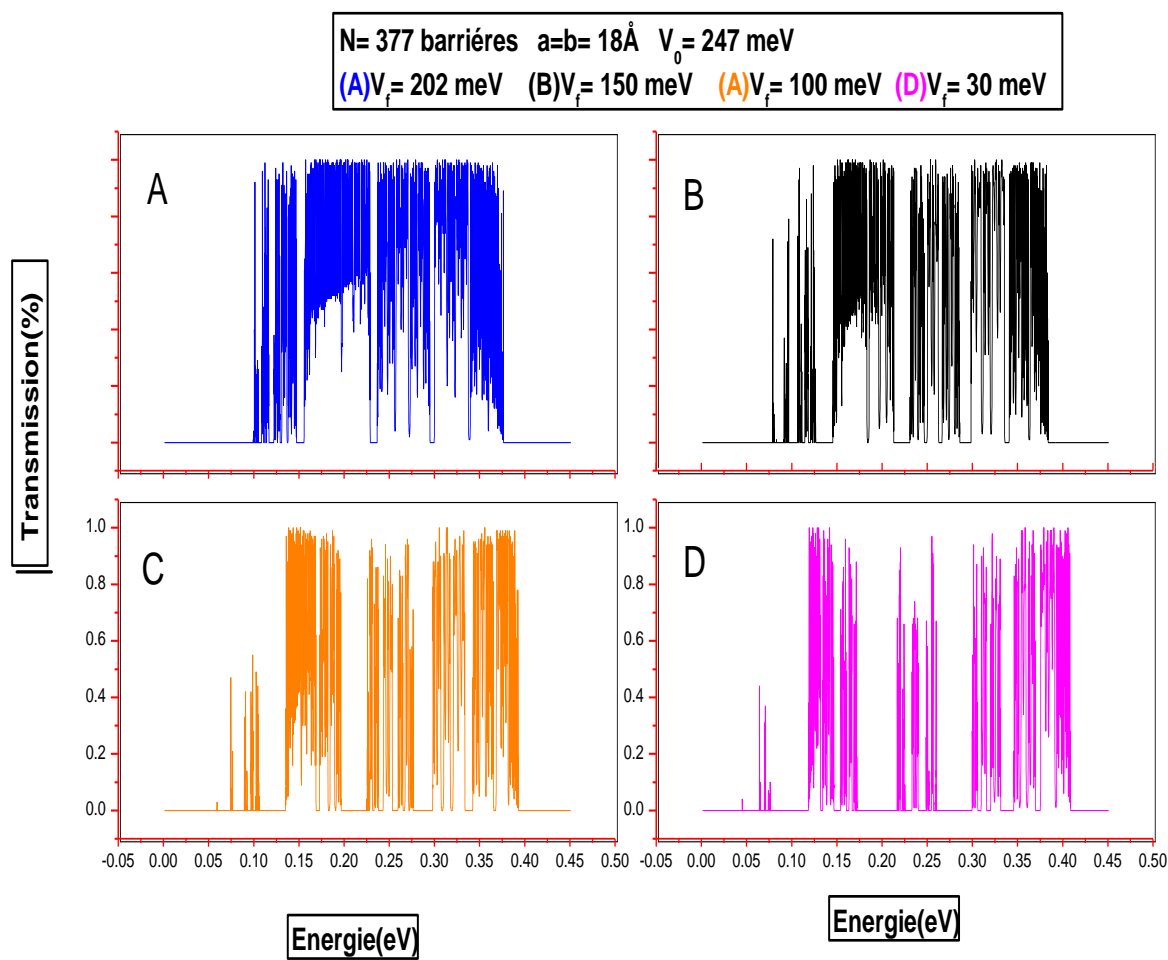 N= 377 barriéres a=b= 18Å V0= 247 meV
(A)Vf= 202 meV (B)Vf= 150 meV (A)Vf= 100 meV (D)Vf= 30 meV
A
B
Transmission(%)
-0.05 0.00 0.05 0.10 0.15 0.20 0.25 0.30 0.35 0.40 0.45 0.50
C
1.0
0.8
0.6
0.4
0.2
0.0
D
1.0
0.8
0.6
0.4
0.2
0.0
-0.05 0.00 0.05 0.10 0.15 0.20 0.25 0.30 0.35 0.40 0.45 0.50
Energie(eV)
Energie(eV)